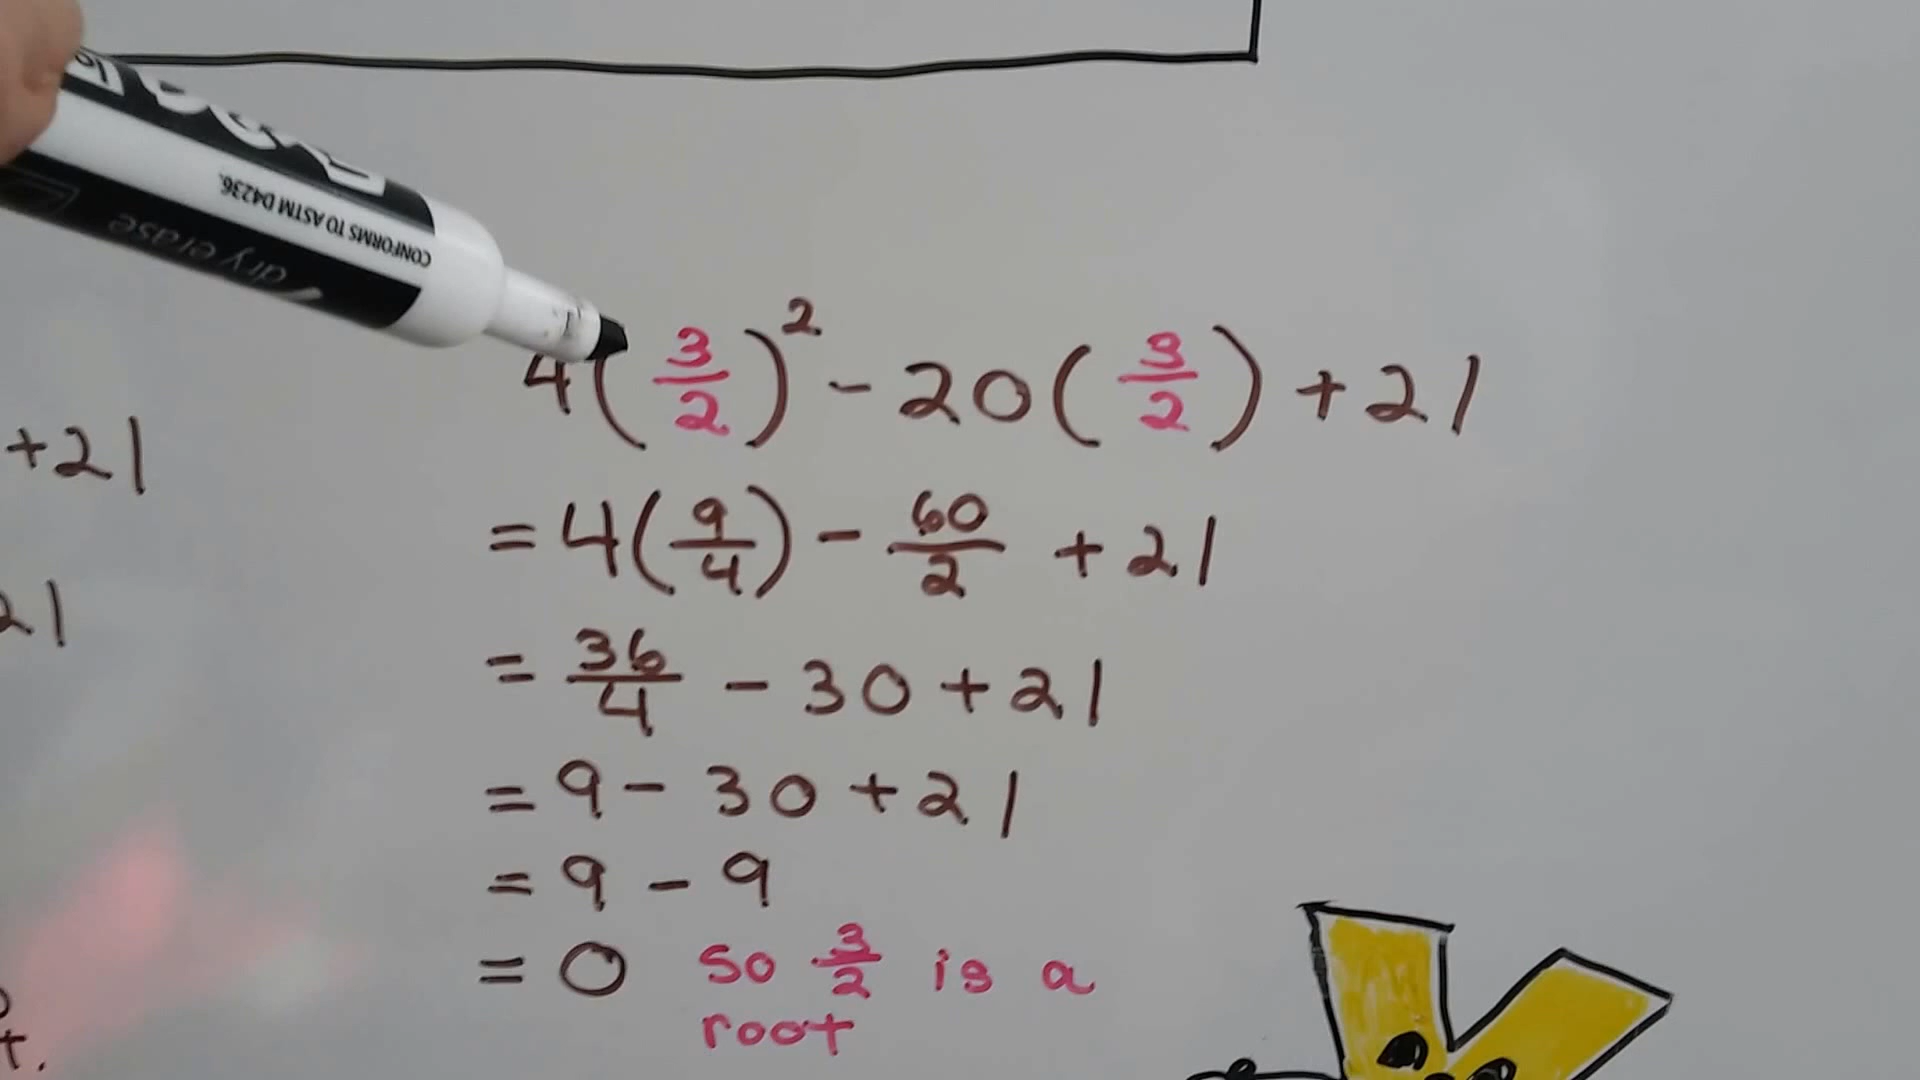 EXPO
CONFORMS TO ASTM D4236.
dry erase
4(3/2)² - 20(3/2) + 21
+21
= 4(9/4) - 60/2 + 21
21
= 36/4 - 30 + 21
= 9 - 30 + 21
= 9 - 9
= 0 so 3/2 is a
root
t.